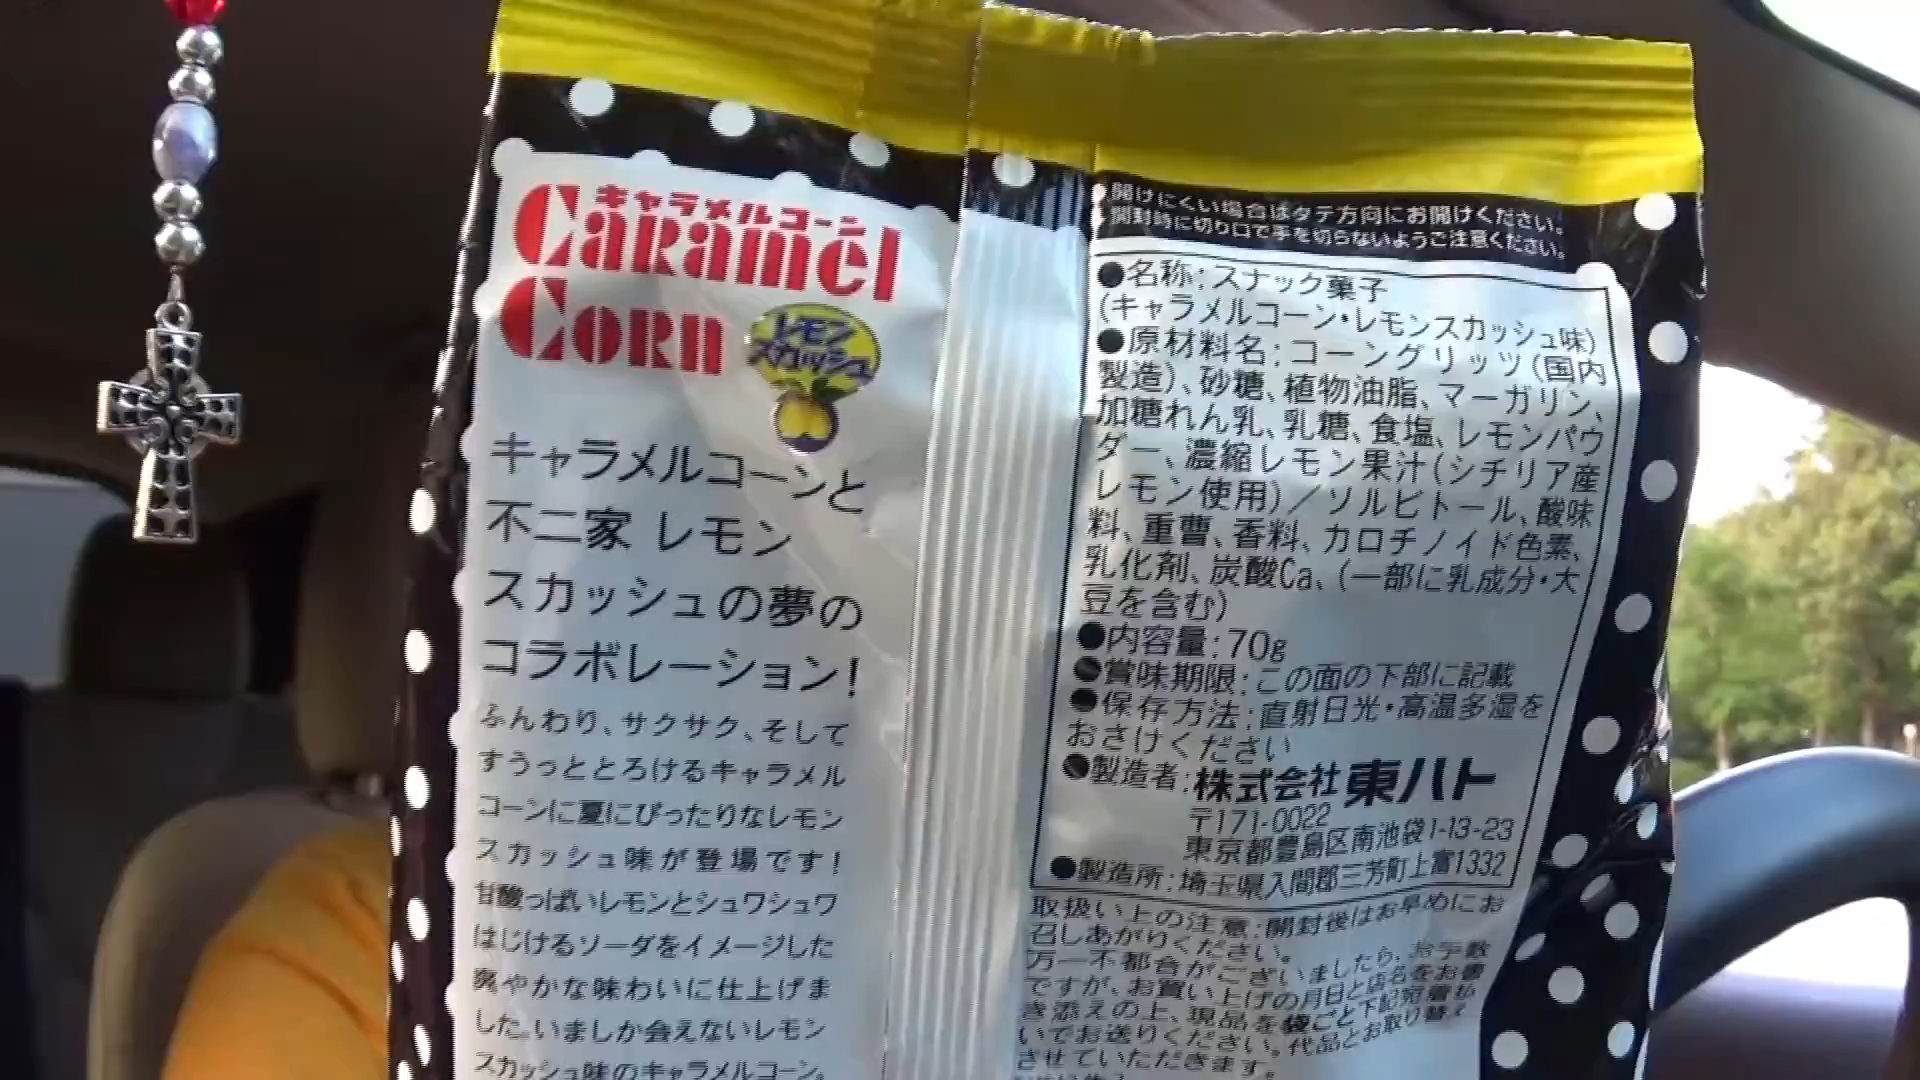 キャラメルコーン
Caramel
Corn
レモン
スカッシュ
キャラメルコーンと
不二家 レモン
スカッシュの夢の
コラボレーション!
ふんわり、サクサク、そして
すうっととろけるキャラメル
コーンに夏にぴったりなレモン
スカッシュ味が登場です!
甘酸っぱいレモンとシュワシュワ
はじけるソーダをイメージした
爽やかな味わいに仕上げま
した。いましか会えないレモン
スカッシュ味のキャラメルコーン。
開けにくい場合はタテ方向にお開けください。
開封時に切り口で手を切らないようご注意ください。
●名称:スナック菓子
(キャラメルコーン・レモンスカッシュ味)
●原材料名:コーングリッツ(国内
製造)、砂糖、植物油脂、マーガリン、
加糖れん乳、乳糖、食塩、レモンパウ
ダー、濃縮レモン果汁(シチリア産
レモン使用)/ソルビトール、酸味
料、重曹、香料、カロチノイド色素、
乳化剤、炭酸Ca、(一部に乳成分・大
豆を含む)
●内容量:70g
●賞味期限:この面の下部に記載
●保存方法:直射日光・高温多湿を
おさけください
●製造者:株式会社東ハト
〒171-0022
東京都豊島区南池袋1-13-23
●製造所:埼玉県入間郡三芳町上富1332
取扱い上の注意:開封後はお早めにお
召しあがりください。
万一不都合がございましたら、お手数
ですが、お買い上げの月日と店名をお書
き添えの上、現品を袋ごと下記宛着払
いでお送りください。代品とお取り替え
させていただきます。